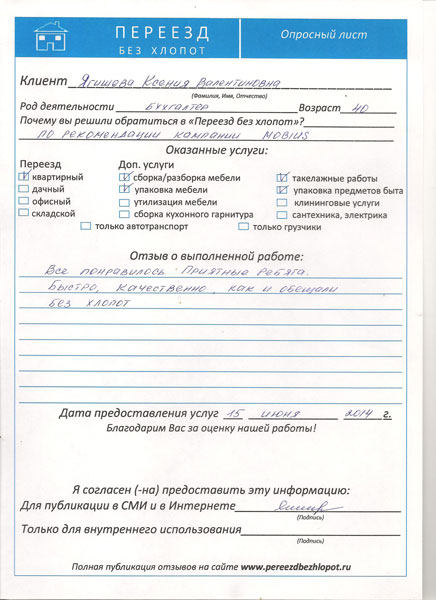 ПЕРЕЕЗД
БЕЗ ХЛОПОТ
Опросный лист
Клиент Ягишева Ксения Валентиновна
(Фамилия, Имя, Отчество)
Род деятельности Бухгалтер Возраст 40
Почему вы решили обратиться в «Переезд без хлопот»?
по рекомендации кампании MOBIUS
Оказанные услуги:
Переезд Доп. услуги
квартирный сборка/разборка мебели такелажные работы
дачный упаковка мебели упаковка предметов быта
офисный утилизация мебели клининговые услуги
складской сборка кухонного гарнитура сантехника, электрика
только автотранспорт только грузчики
Отзыв о выполненной работе:
Все понравилось. Приятные ребята.
Быстро, качественно, как и обещали
без хлопот
Дата предоставления услуг 15 июня 2014 г.
Благодарим Вас за оценку нашей работы!
Я согласен (-на) предоставить эту информацию:
Для публикации в СМИ и в Интернете
(Подпись)
Только для внутреннего использования
(Подпись)
Полная публикация отзывов на сайте www.pereezdbezhlopot.ru